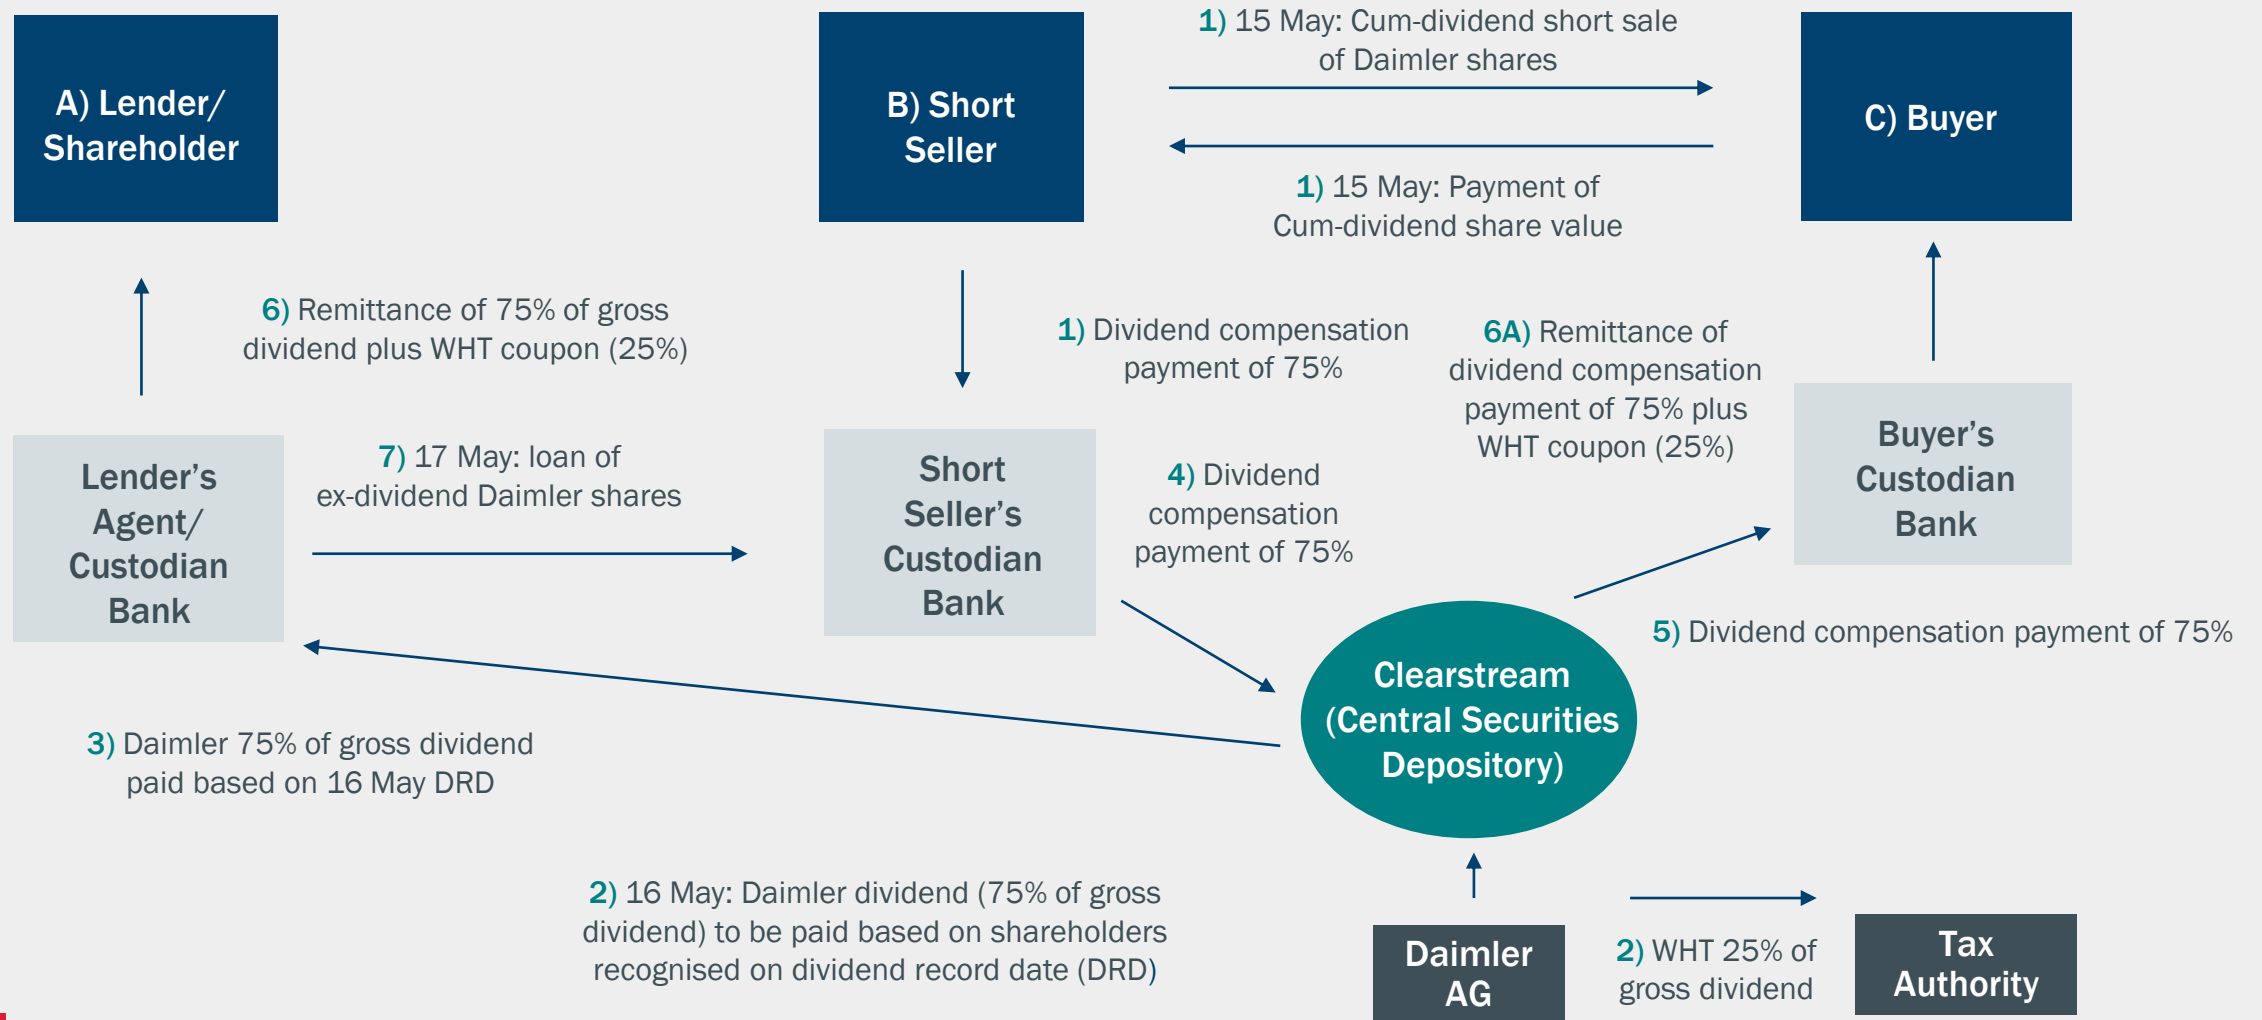 A) Lender/
Shareholder
B) Short
Seller
1) 15 May: Cum-dividend short sale
of Daimler shares
1) 15 May: Payment of
Cum-dividend share value
C) Buyer
6) Remittance of 75% of gross
dividend plus WHT coupon (25%)
1) Dividend compensation
payment of 75%
6A) Remittance of
dividend compensation
payment of 75% plus
WHT coupon (25%)
Lender's
Agent/
Custodian
Bank
7) 17 May: loan of
ex-dividend Daimler shares
Short
Seller's
Custodian
Bank
4) Dividend
compensation
payment of 75%
Buyer's
Custodian
Bank
5) Dividend compensation payment of 75%
Clearstream
(Central Securities
Depository)
3) Daimler 75% of gross dividend
paid based on 16 May DRD
2) 16 May: Daimler dividend (75% of gross
dividend) to be paid based on shareholders
recognised on dividend record date (DRD)
Daimler
AG
2) WHT 25% of
gross dividend
Tax
Authority